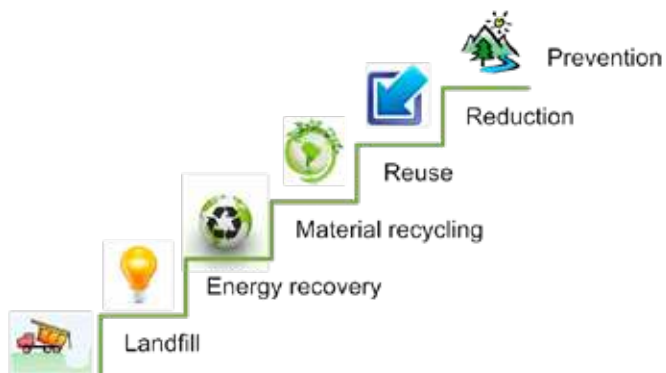 Prevention
Reduction
Reuse
Material recycling
Energy recovery
Landfill